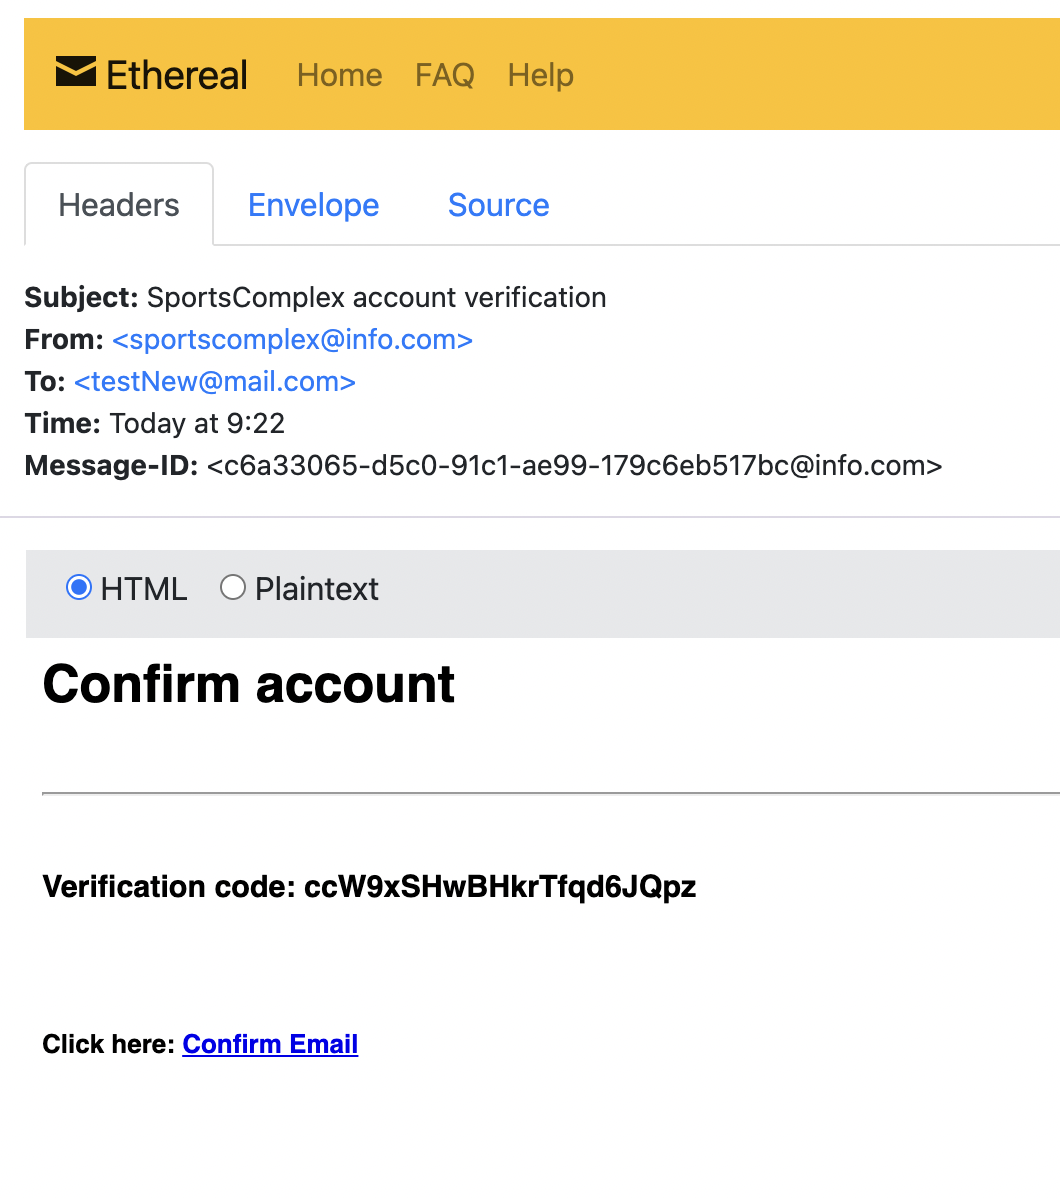 Ethereal Home FAQ Help
Headers Envelope Source
Subject: SportsComplex account verification
From: <sportscomplex@info.com>
To: <testNew@mail.com>
Time: Today at 9:22
Message-ID: <c6a33065-d5c0-91c1-ae99-179c6eb517bc@info.com>
HTML Plaintext
Confirm account
Verification code: ccW9xSHwBHkrTfqd6JQpz
Click here: Confirm Email